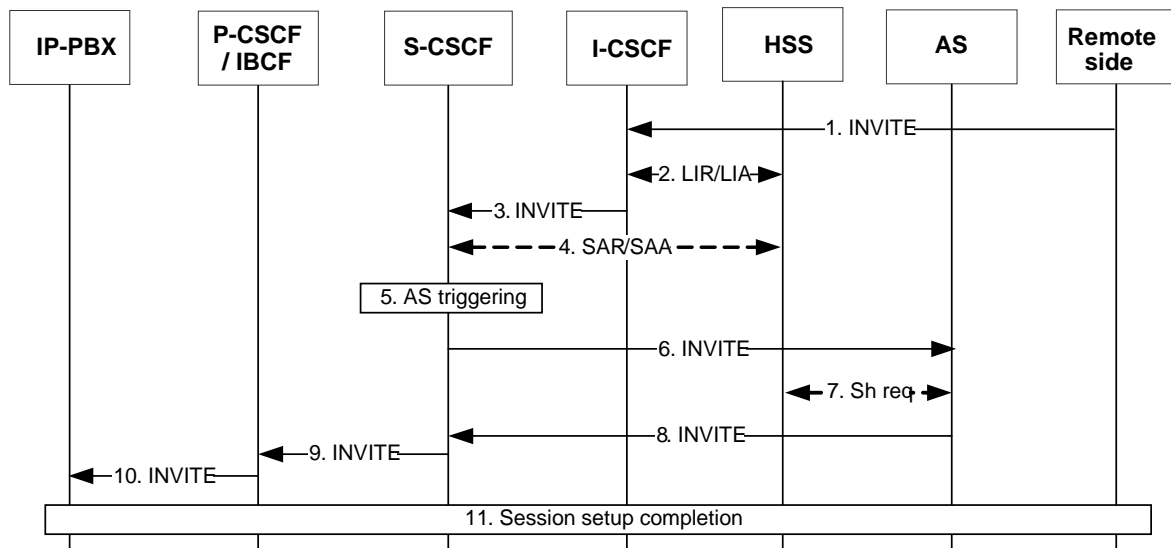 IP-PBX
P-CSCF
/ IBCF
S-CSCF
I-CSCF
HSS
AS
Remote
side
1. INVITE
2. LIR/LIA
3. INVITE
4. SAR/SAA
5. AS triggering
6. INVITE
7. Sh req
8. INVITE
9. INVITE
10. INVITE
11. Session setup completion